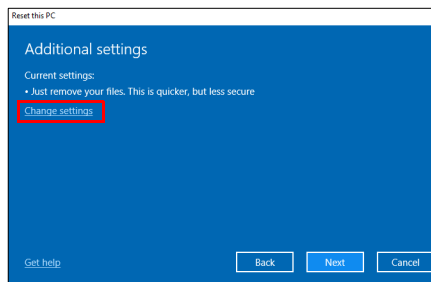 Reset this PC
Additional settings
Current settings:
• Just remove your files. This is quicker, but less secure
Change settings
Get help
Back
Next
Cancel